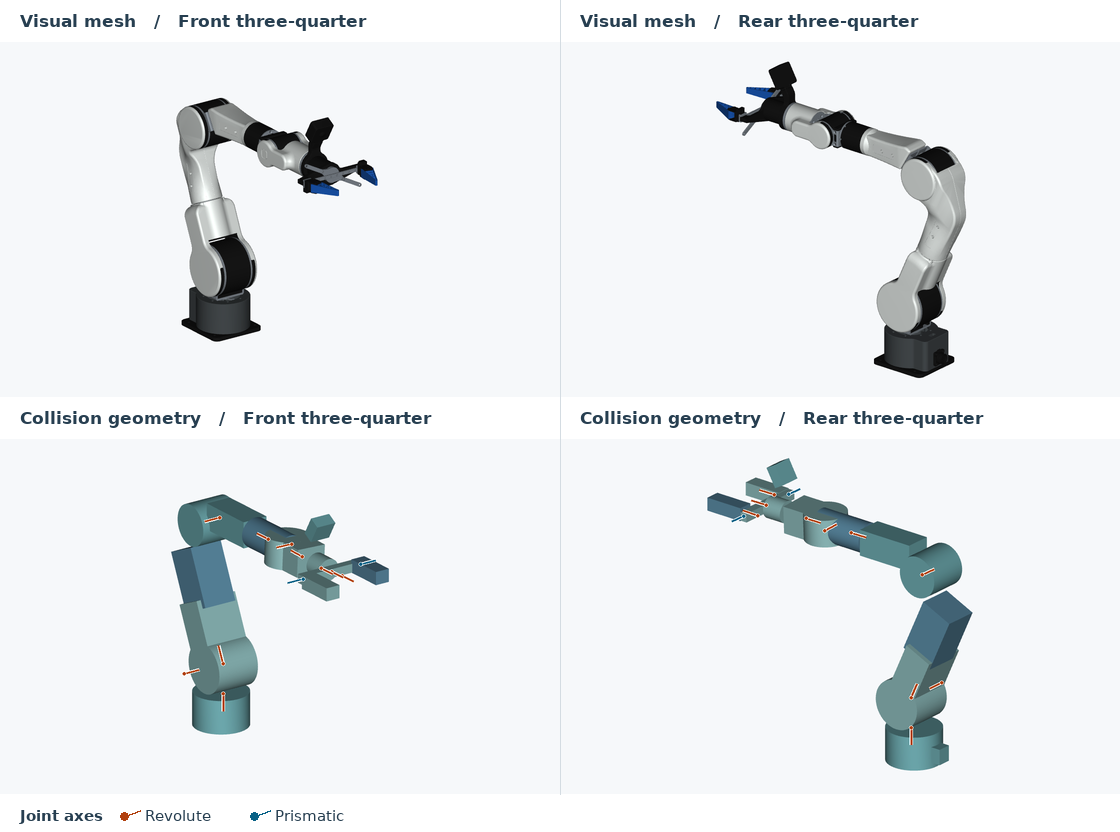 Visual mesh / Front three-quarter
Visual mesh / Rear three-quarter
Collision geometry / Front three-quarter
Collision geometry / Rear three-quarter
Joint axes Revolute Prismatic